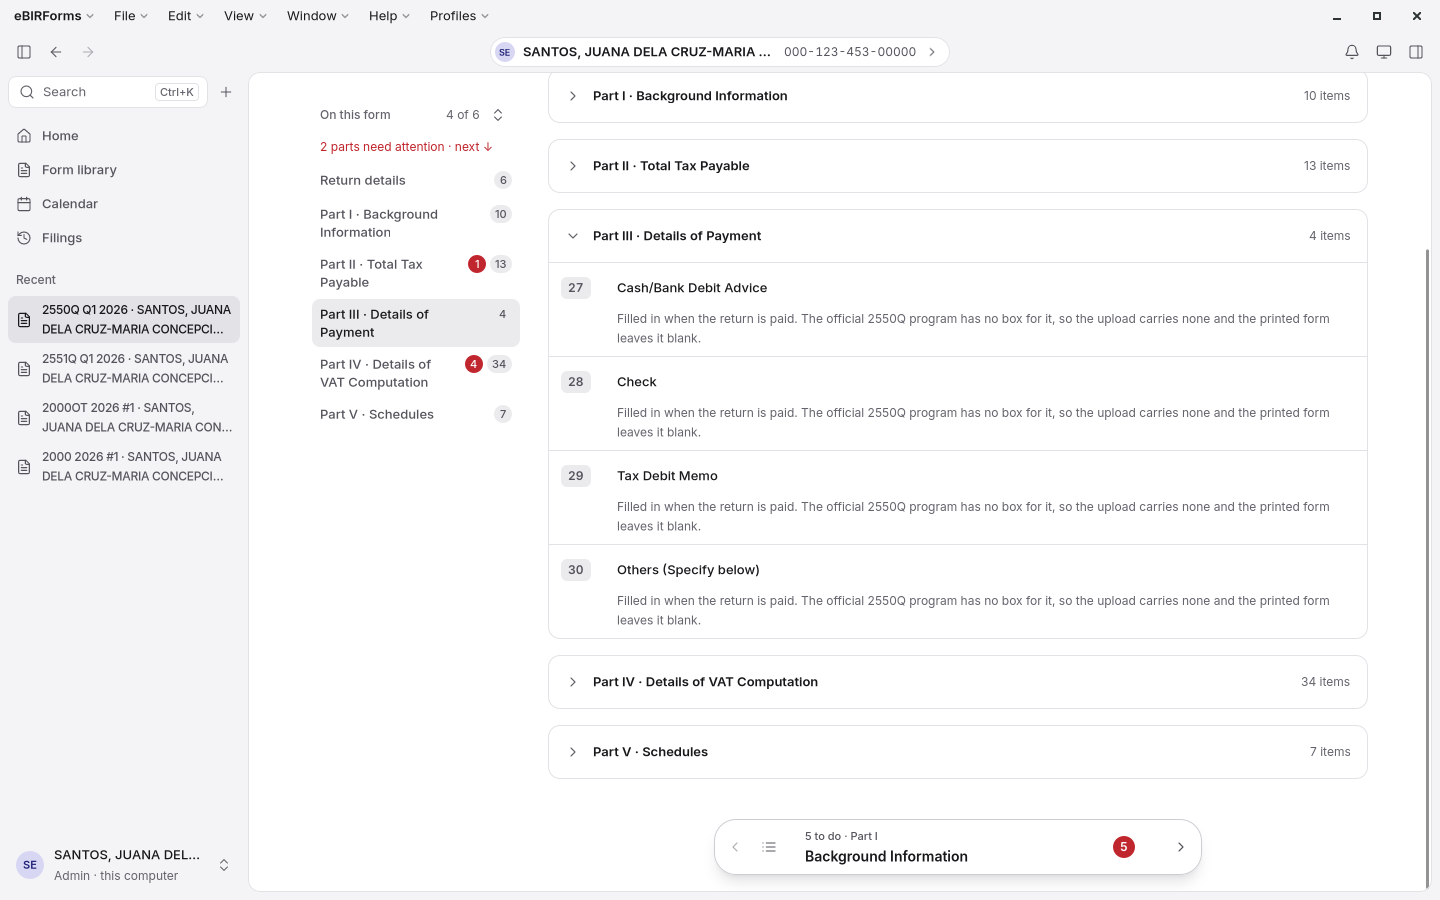 eBIRForms File Edit View Window Help Profiles
SE SANTOS, JUANA DELA CRUZ-MARIA ... 000-123-453-00000
Search Ctrl+K
Home
Form library
Calendar
Filings
Recent
2550Q Q1 2026 · SANTOS, JUANA
DELA CRUZ-MARIA CONCEPCI...
2551Q Q1 2026 · SANTOS, JUANA
DELA CRUZ-MARIA CONCEPCI...
2000OT 2026 #1 · SANTOS,
JUANA DELA CRUZ-MARIA CON...
2000 2026 #1 · SANTOS, JUANA
DELA CRUZ-MARIA CONCEPCI...
SE SANTOS, JUANA DEL...
Admin · this computer
On this form 4 of 6
2 parts need attention · next ↓
Return details 6
Part I · Background 10
Information
Part II · Total Tax 1 13
Payable
Part III · Details of 4
Payment
Part IV · Details of 4 34
VAT Computation
Part V · Schedules 7
Part I · Background Information 10 items
Part II · Total Tax Payable 13 items
Part III · Details of Payment 4 items
27 Cash/Bank Debit Advice
Filled in when the return is paid. The official 2550Q program has no box for it, so the upload carries none and the printed form
leaves it blank.
28 Check
Filled in when the return is paid. The official 2550Q program has no box for it, so the upload carries none and the printed form
leaves it blank.
29 Tax Debit Memo
Filled in when the return is paid. The official 2550Q program has no box for it, so the upload carries none and the printed form
leaves it blank.
30 Others (Specify below)
Filled in when the return is paid. The official 2550Q program has no box for it, so the upload carries none and the printed form
leaves it blank.
Part IV · Details of VAT Computation 34 items
Part V · Schedules 7 items
5 to do · Part I
Background Information 5